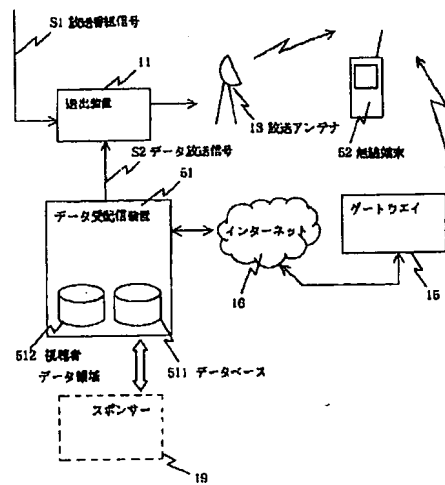 S1 放送番組信号
11
送出装置
13 放送アンテナ
52 無線端末
S2 データ放送信号
51
データ受配信装置
インターネット
ゲートウエイ
16
15
512 視聴者
データ領域
511 データベース
スポンサー
19